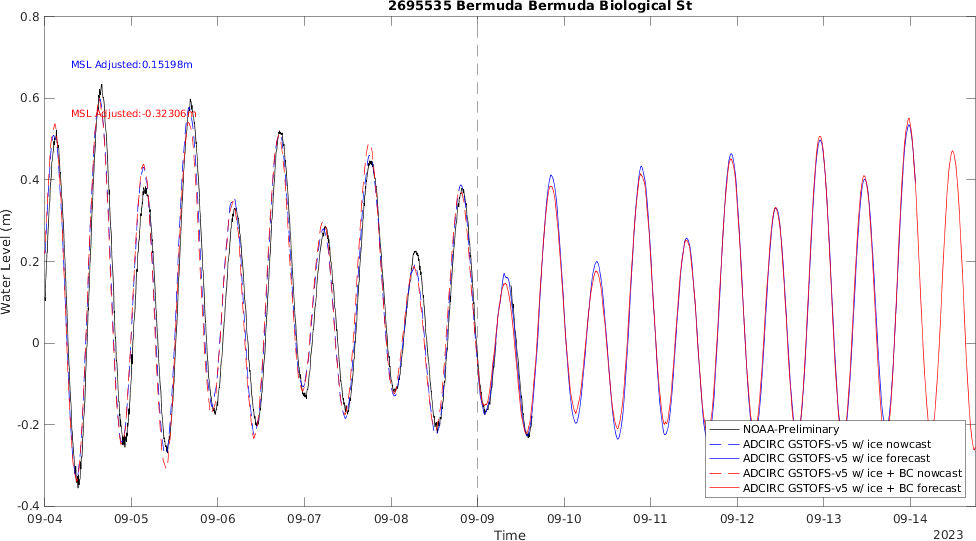 2695535 Bermuda Bermuda Biological St
0.8
0.6
0.4
0.2
0
-0.2
-0.4
Water Level (m)
MSL Adjusted:0.15198m
MSL Adjusted:-0.32306m
NOAA-Preliminary
ADCIRC GSTOFS-v5 w/ ice nowcast
ADCIRC GSTOFS-v5 w/ ice forecast
ADCIRC GSTOFS-v5 w/ ice + BC nowcast
ADCIRC GSTOFS-v5 w/ ice + BC forecast
09-04 09-05 09-06 09-07 09-08 09-09 09-10 09-11 09-12 09-13 09-14
Time
2023